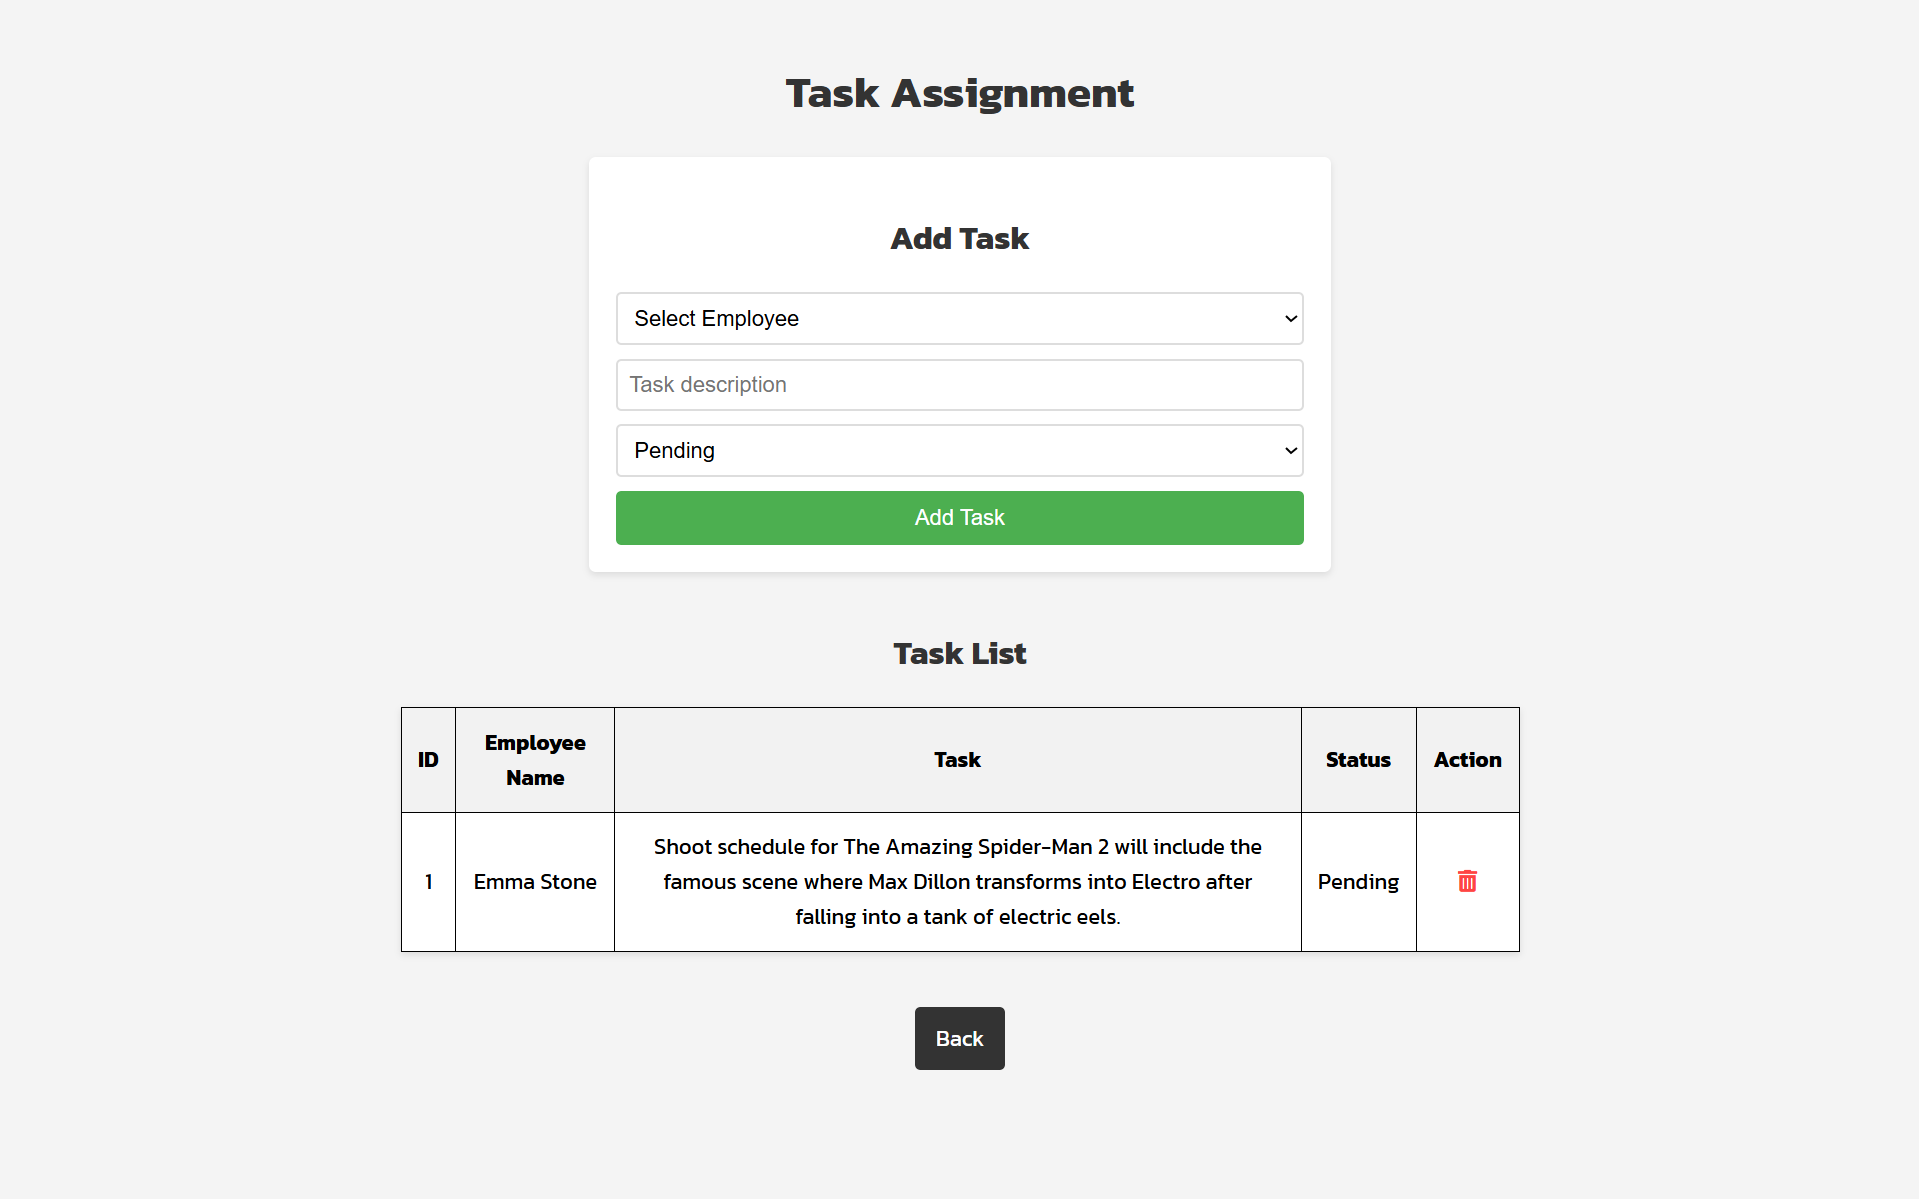 Task Assignment
Add Task
Select Employee
Task description
Pending
Add Task
Task List
ID
Employee
Name
Task
Status
Action
1
Emma Stone
Shoot schedule for The Amazing Spider-Man 2 will include the
famous scene where Max Dillon transforms into Electro after
falling into a tank of electric eels.
Pending
Back